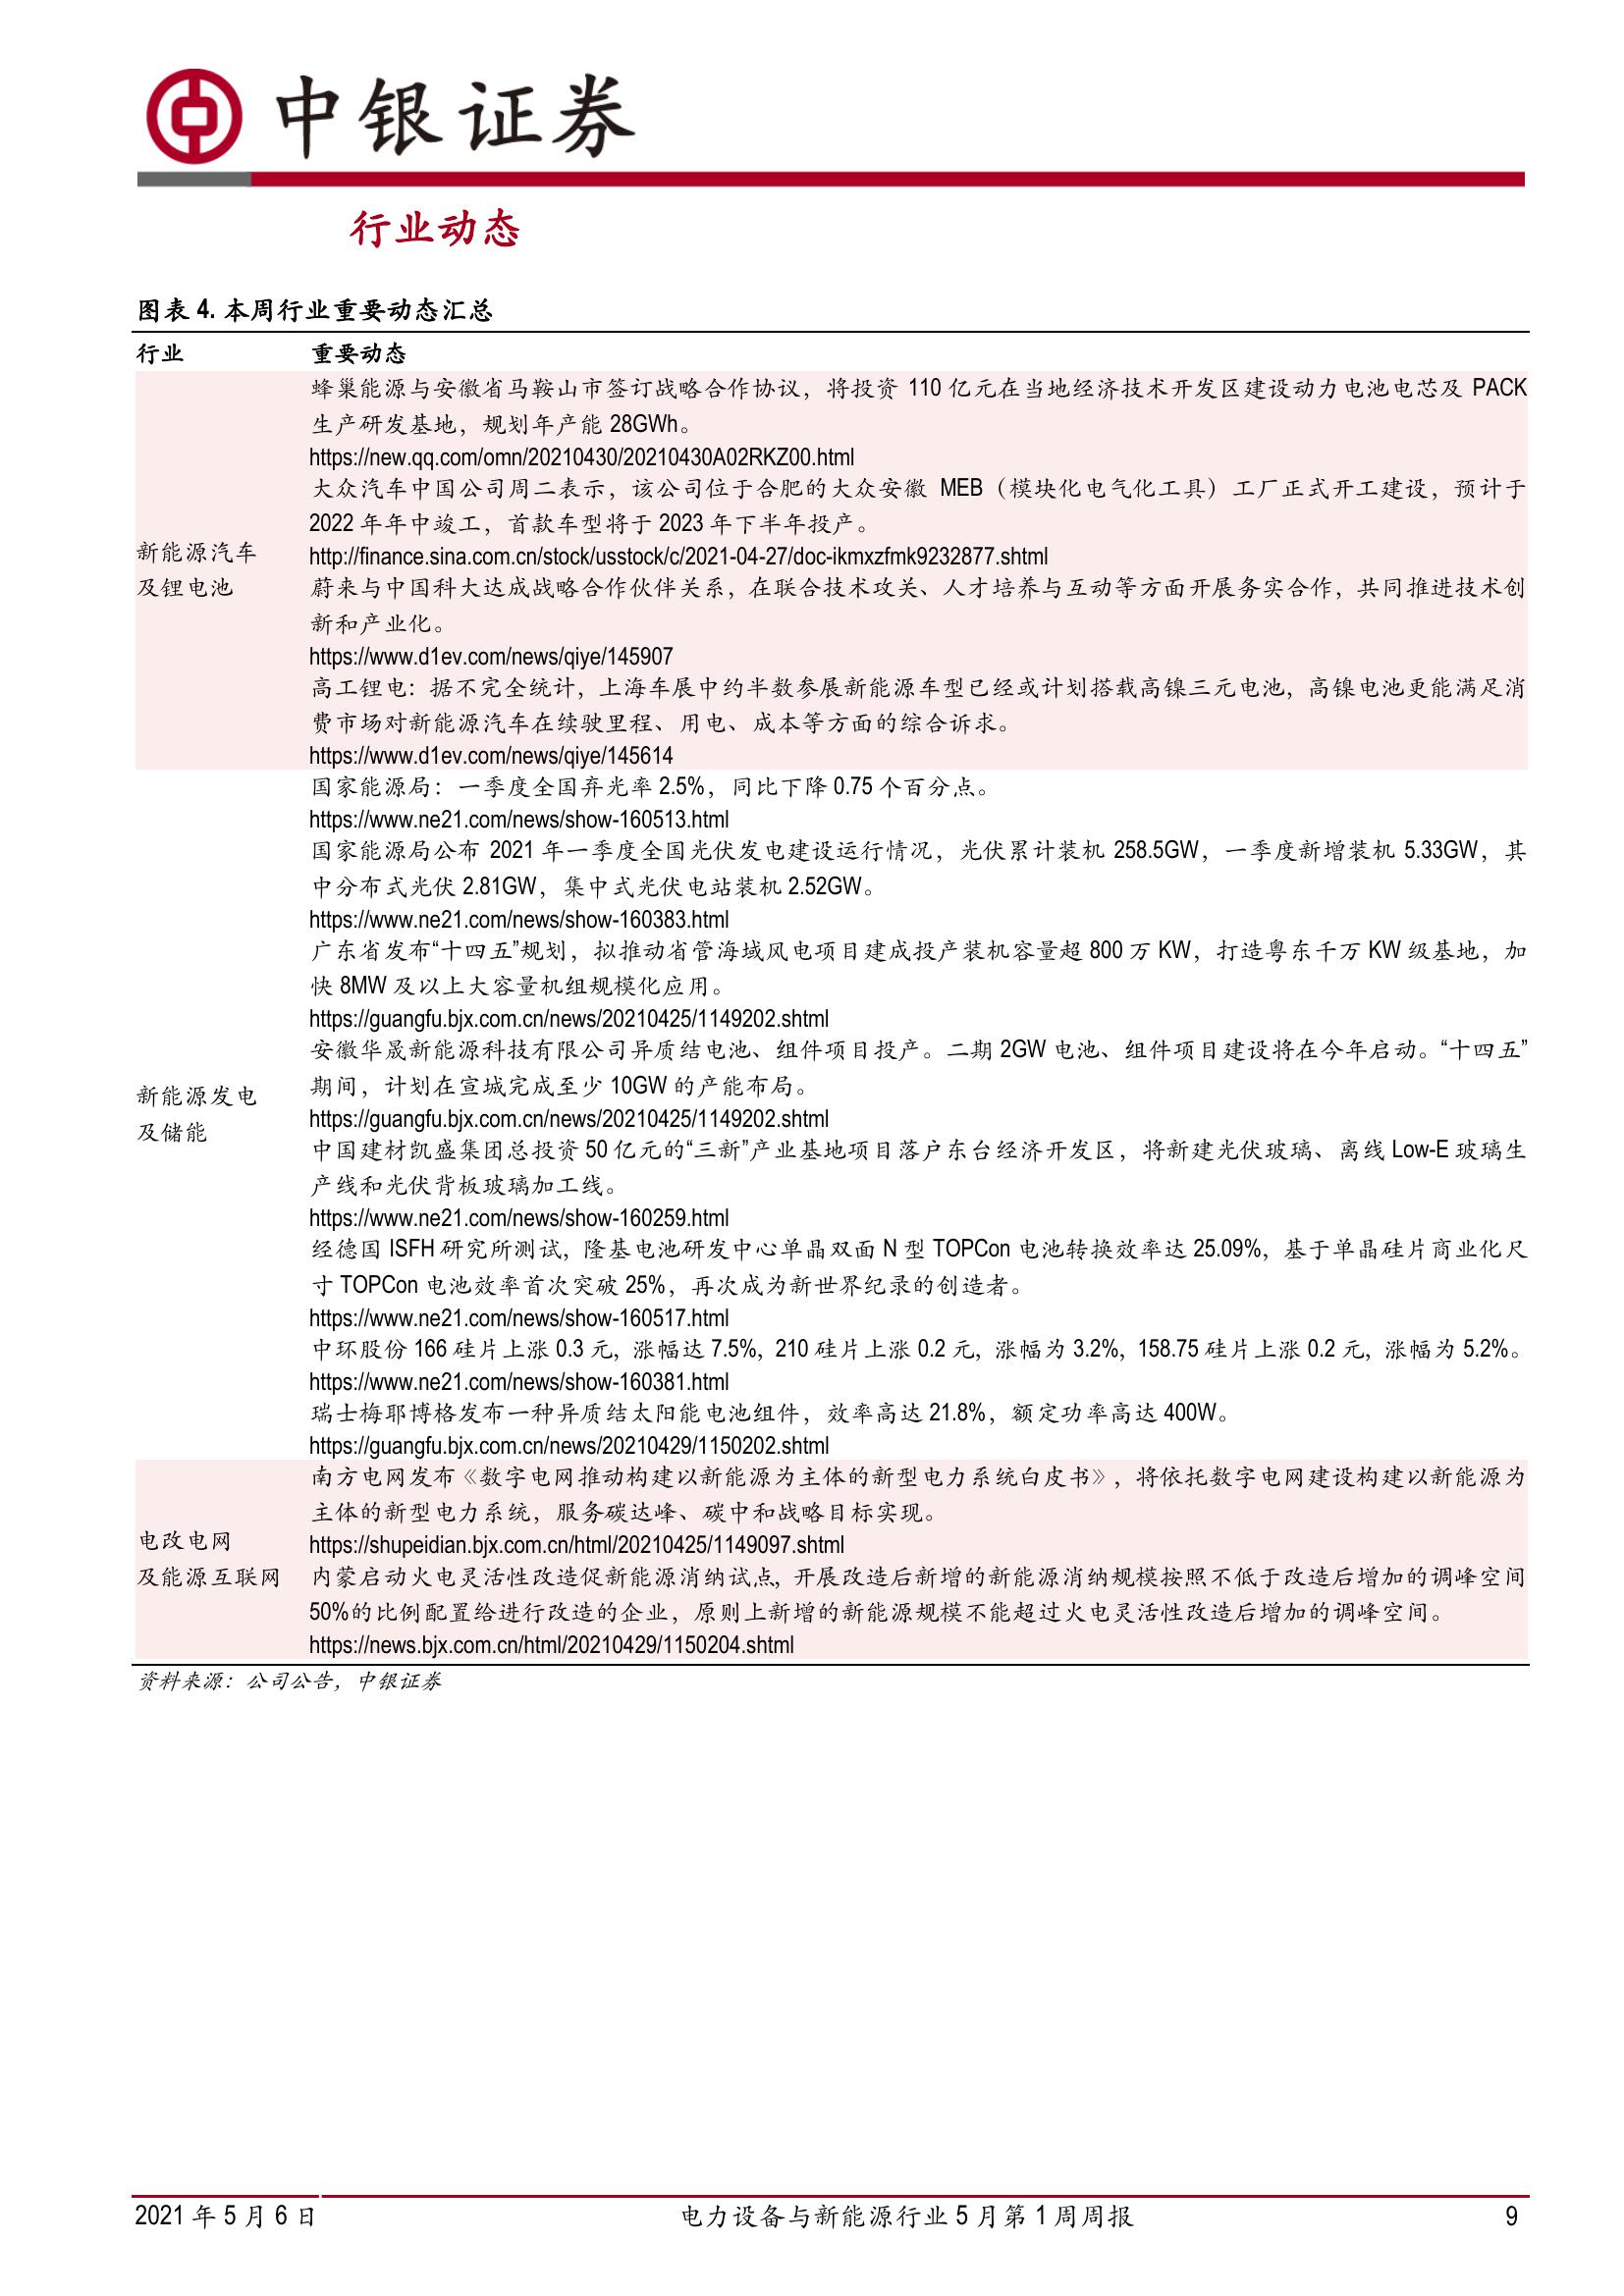 中银证券
行业动态
图表 4. 本周行业重要动态汇总
行业 重要动态
新能源汽车
及锂电池
蜂巢能源与安徽省马鞍山市签订战略合作协议，将投资 110 亿元在当地经济技术开发区建设动力电池电芯及 PACK
生产研发基地，规划年产能 28GWh。
https://new.qq.com/omn/20210430/20210430A02RKZ00.html
大众汽车中国公司周二表示，该公司位于合肥的大众安徽 MEB（模块化电气化工具）工厂正式开工建设，预计于
2022 年年中竣工，首款车型将于 2023 年下半年投产。
http://finance.sina.com.cn/stock/usstock/c/2021-04-27/doc-ikmxzfmk9232877.shtml
蔚来与中国科大达成战略合作伙伴关系，在联合技术攻关、人才培养与互动等方面开展务实合作，共同推进技术创
新和产业化。
https://www.d1ev.com/news/qiye/145907
高工锂电：据不完全统计，上海车展中约半数参展新能源车型已经或计划搭载高镍三元电池，高镍电池更能满足消
费市场对新能源汽车在续驶里程、用电、成本等方面的综合诉求。
https://www.d1ev.com/news/qiye/145614
新能源发电
及储能
国家能源局：一季度全国弃光率 2.5%，同比下降 0.75 个百分点。
https://www.ne21.com/news/show-160513.html
国家能源局公布 2021 年一季度全国光伏发电建设运行情况，光伏累计装机 258.5GW，一季度新增装机 5.33GW，其
中分布式光伏 2.81GW，集中式光伏电站装机 2.52GW。
https://www.ne21.com/news/show-160383.html
广东省发布“十四五”规划，拟推动省管海域风电项目建成投产装机容量超 800 万 KW，打造粤东千万 KW 级基地，加
快 8MW 及以上大容量机组规模化应用。
https://guangfu.bjx.com.cn/news/20210425/1149202.shtml
安徽华晟新能源科技有限公司异质结电池、组件项目投产。二期 2GW 电池、组件项目建设将在今年启动。“十四五”
期间，计划在宣城完成至少 10GW 的产能布局。
https://guangfu.bjx.com.cn/news/20210425/1149202.shtml
中国建材凯盛集团总投资 50 亿元的“三新”产业基地项目落户东台经济开发区，将新建光伏玻璃、离线 Low-E 玻璃生
产线和光伏背板玻璃加工线。
https://www.ne21.com/news/show-160259.html
经德国 ISFH 研究所测试，隆基电池研发中心单晶双面 N 型 TOPCon 电池转换效率达 25.09%，基于单晶硅片商业化尺
寸 TOPCon 电池效率首次突破 25%，再次成为新世界纪录的创造者。
https://www.ne21.com/news/show-160517.html
中环股份 166 硅片上涨 0.3 元，涨幅达 7.5%，210 硅片上涨 0.2 元，涨幅为 3.2%，158.75 硅片上涨 0.2 元，涨幅为 5.2%。
https://www.ne21.com/news/show-160381.html
瑞士梅耶博格发布一种异质结太阳能电池组件，效率高达 21.8%，额定功率高达 400W。
https://guangfu.bjx.com.cn/news/20210429/1150202.shtml
电改电网
及能源互联网
南方电网发布《数字电网推动构建以新能源为主体的新型电力系统白皮书》，将依托数字电网建设构建以新能源为
主体的新型电力系统，服务碳达峰、碳中和战略目标实现。
https://shupeidian.bjx.com.cn/html/20210425/1149097.shtml
内蒙启动火电灵活性改造促新能源消纳试点，开展改造后新增的新能源消纳规模按照不低于改造后增加的调峰空间
50%的比例配置给进行改造的企业，原则上新增的新能源规模不能超过火电灵活性改造后增加的调峰空间。
https://news.bjx.com.cn/html/20210429/1150204.shtml
资料来源：公司公告，中银证券
2021 年 5 月 6 日 电力设备与新能源行业 5 月第 1 周周报 9